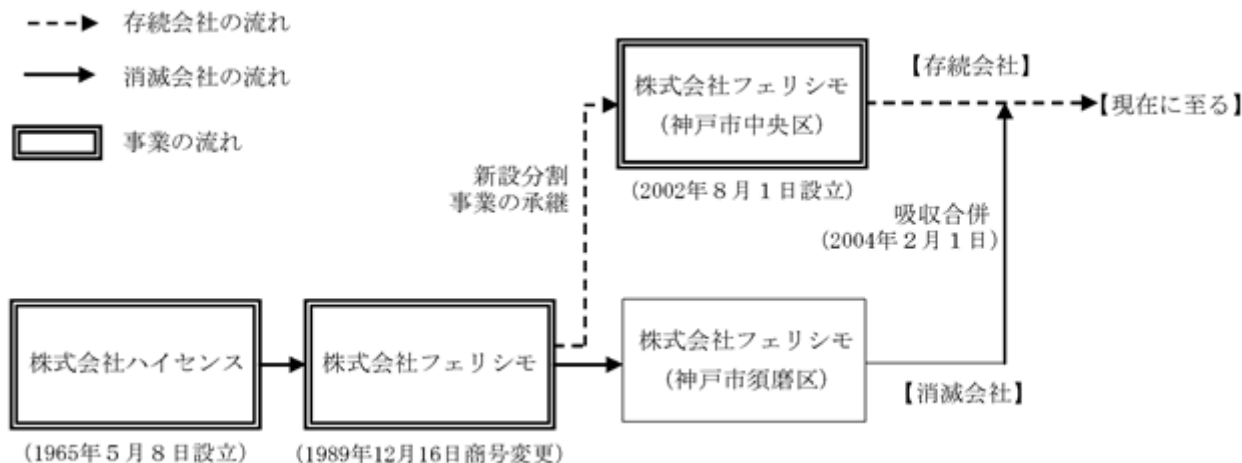 存続会社の流れ
消滅会社の流れ
事業の流れ
株式会社フェリシモ
(神戸市中央区)
(2002年8月1日設立)
【存続会社】
【現在に至る】
新設分割
事業の承継
吸収合併
(2004年2月1日)
株式会社ハイセンス
(1965年5月8日設立)
株式会社フェリシモ
(1989年12月16日商号変更)
株式会社フェリシモ
(神戸市須磨区)
【消滅会社】